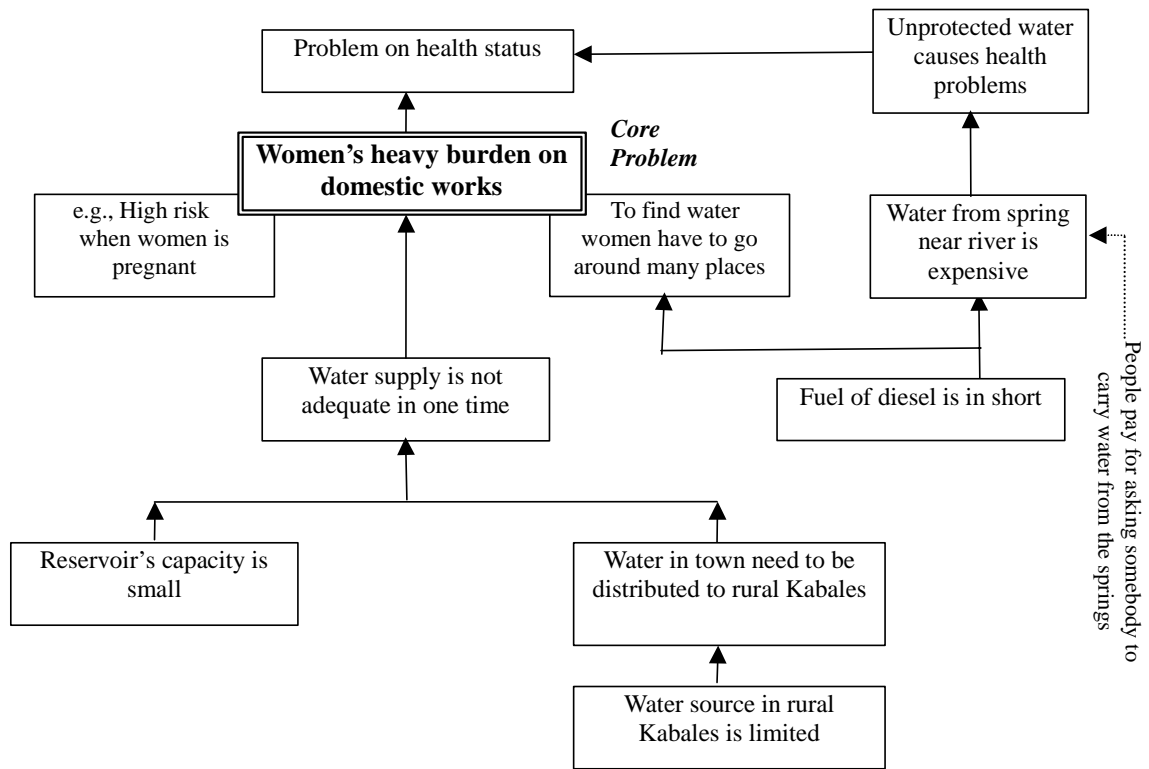 Problem on health status
Unprotected water
causes health
problems
Core
Problem
Women’s heavy burden on
domestic works
e.g., High risk
when women is
pregnant
To find water
women have to go
around many places
Water from spring
near river is
expensive
People pay for asking somebody to
carry water from the springs
Water supply is not
adequate in one time
Fuel of diesel is in short
Reservoir’s capacity is
small
Water in town need to be
distributed to rural Kabales
Water source in rural
Kabales is limited